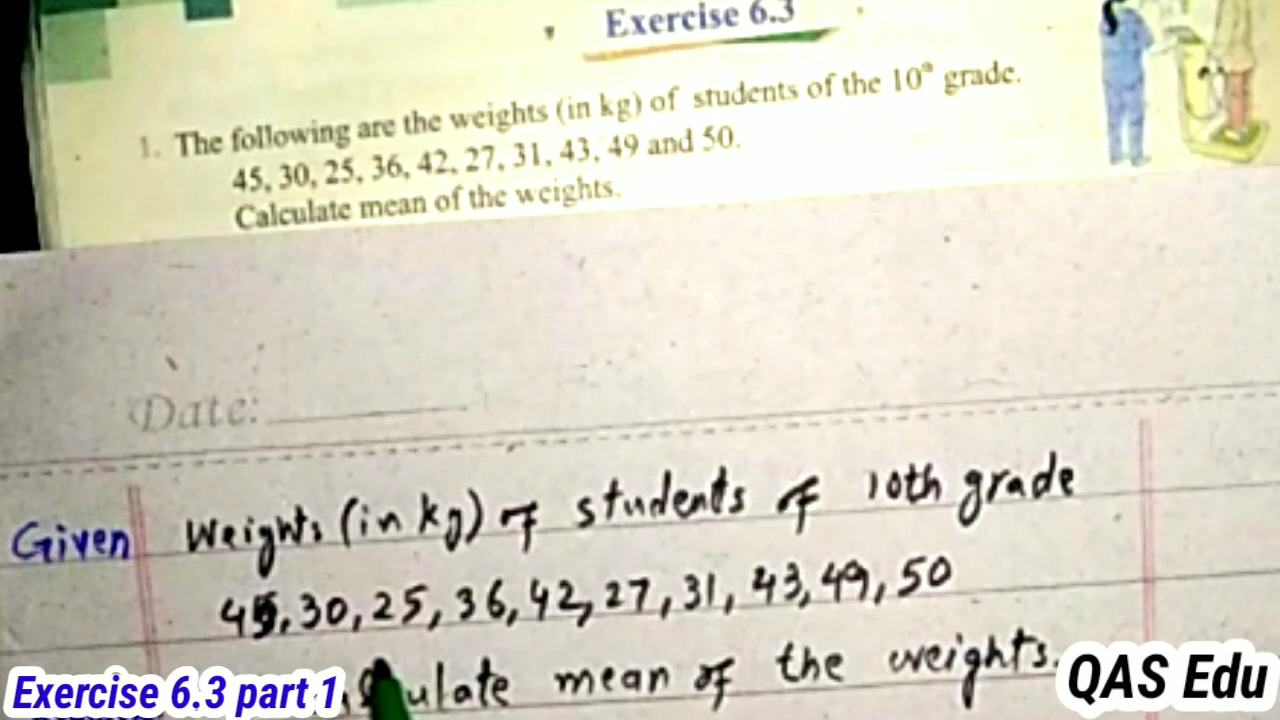 Exercise 6.3
1. The following are the weights (in kg) of students of the 10th grade.
45, 30, 25, 36, 42, 27, 31, 43, 49 and 50.
Calculate mean of the weights.
Date:
Given Weights (in kg) of students of 10th grade
45, 30, 25, 36, 42, 27, 31, 43, 49, 50
mean of the weights.
Exercise 6.3 part 1
QAS Edu